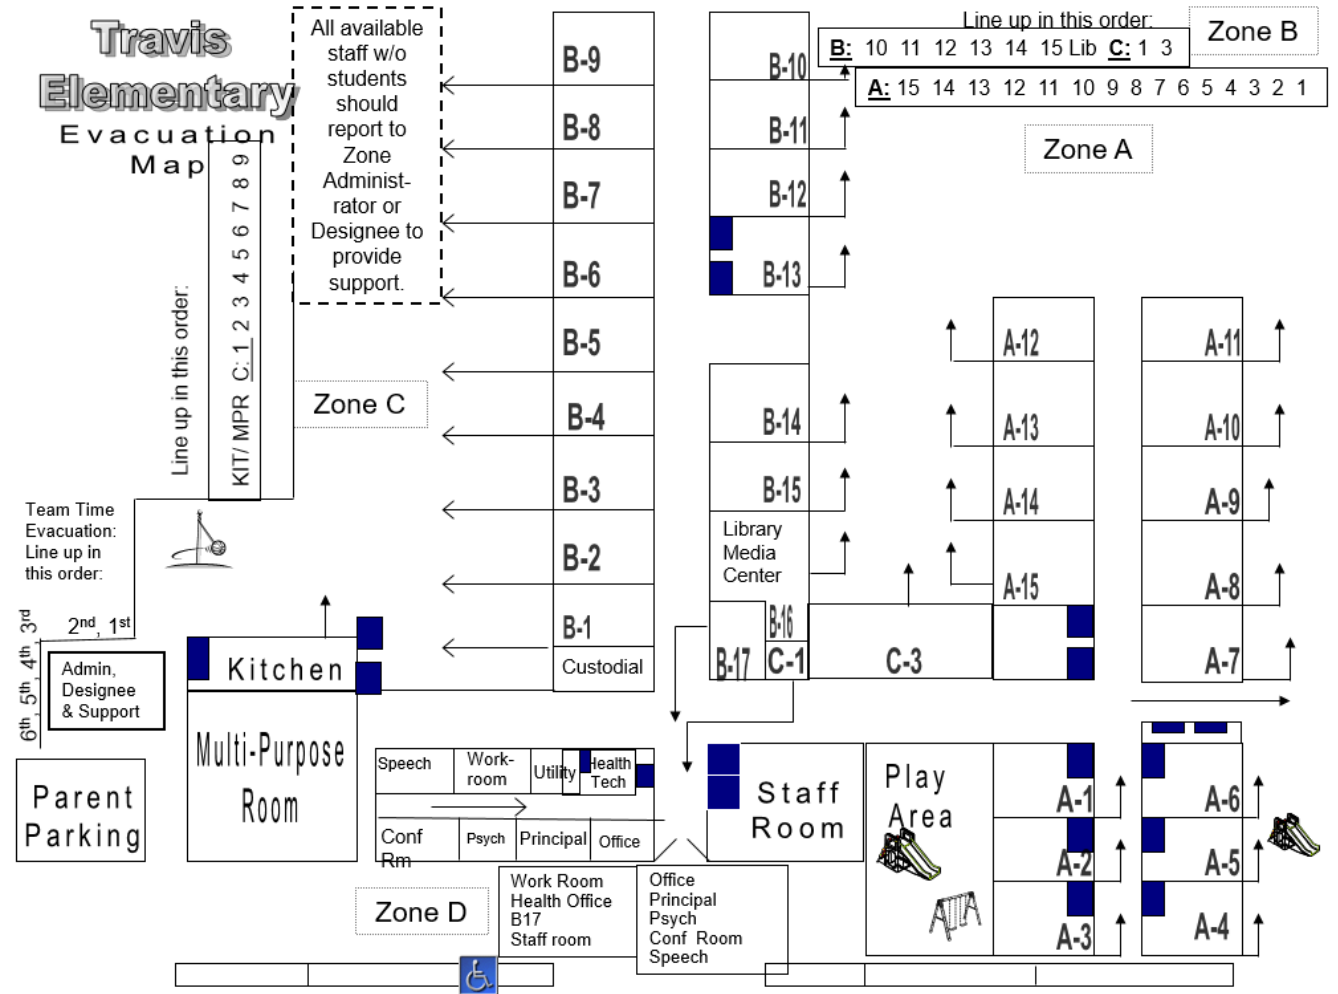 Travis
Elementary
Evacuation
Map
All available
staff w/o
students
should
report to
Zone
Administ-
rator or
Designee to
provide
support.
Line up in this order:
Zone B
B: 10 11 12 13 14 15 Lib C: 1 3
A: 15 14 13 12 11 10 9 8 7 6 5 4 3 2 1
Zone A
Line up in this order:
KIT/ MPR C: 1 2 3 4 5 6 7 8 9
Zone C
B-9
B-8
B-7
B-6
B-5
B-4
B-3
B-2
B-1
Custodial
B-10
B-11
B-12
B-13
B-14
B-15
Library
Media
Center
B-16
B-17
C-1
C-3
A-12
A-13
A-14
A-15
A-11
A-10
A-9
A-8
A-7
Team Time
Evacuation:
Line up in
this order:
2nd, 1st
6th 5th 4th 3rd
Admin,
Designee
& Support
Parent
Parking
Kitchen
Multi-Purpose
Room
Speech
Work-
room
Utility
Health
Tech
Conf
Rm
Psych
Principal
Office
Staff
Room
Play
Area
A-1
A-2
A-3
A-6
A-5
A-4
Zone D
Work Room
Health Office
B17
Staff room
Office
Principal
Psych
Conf Room
Speech